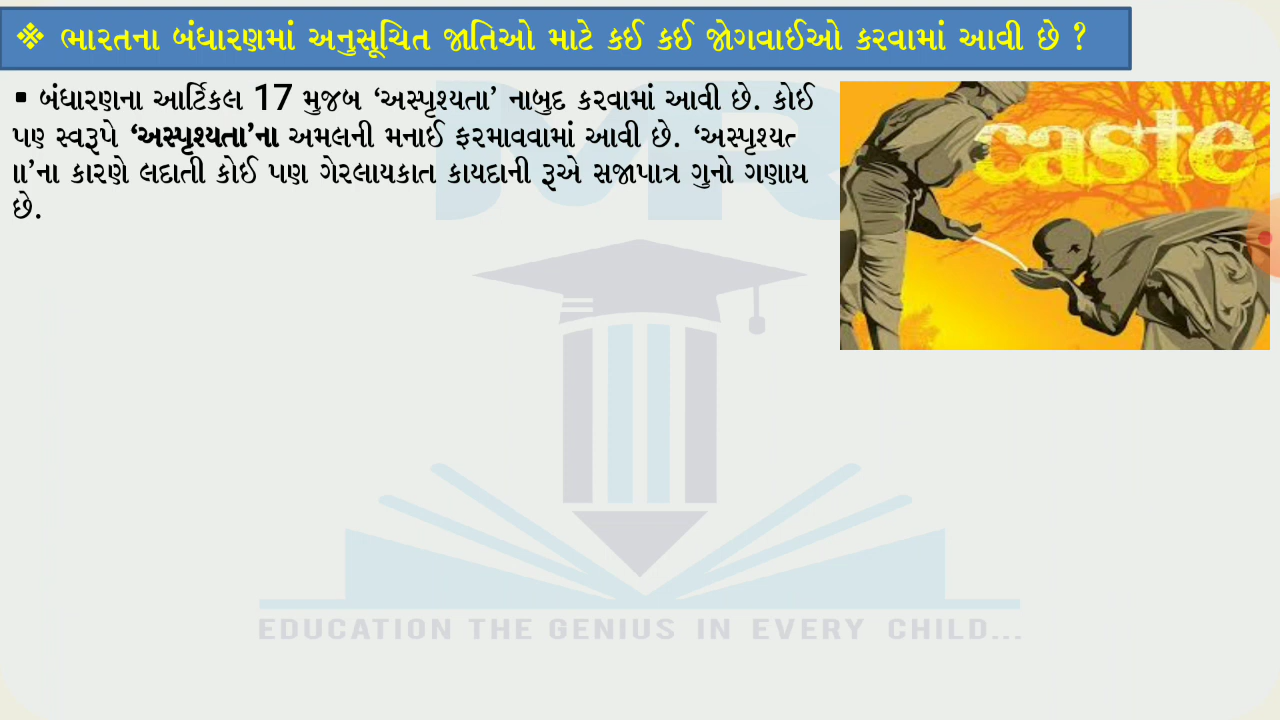 ❖ ભારતના બંધારણમાં અનુસૂચિત જાતિઓ માટે કઈ કઈ જોગવાઈઓ કરવામાં આવી છે ?
▪ બંધારણના આર્ટિકલ 17 મુજબ ‘અસ્પૃશ્યતા’ નાબુદ કરવામાં આવી છે. કોઈ
પણ સ્વરૂપે ‘અસ્પૃશ્યતા’ના અમલની મનાઈ ફરમાવવામાં આવી છે. ‘અસ્પૃશ્યત
ા’ના કારણે લદાતી કોઈ પણ ગેરલાયકાત કાયદાની રૂએ સજાપાત્ર ગુનો ગણાય
છે.
caste
MR
EDUCATION THE GENIUS IN EVERY CHILD...